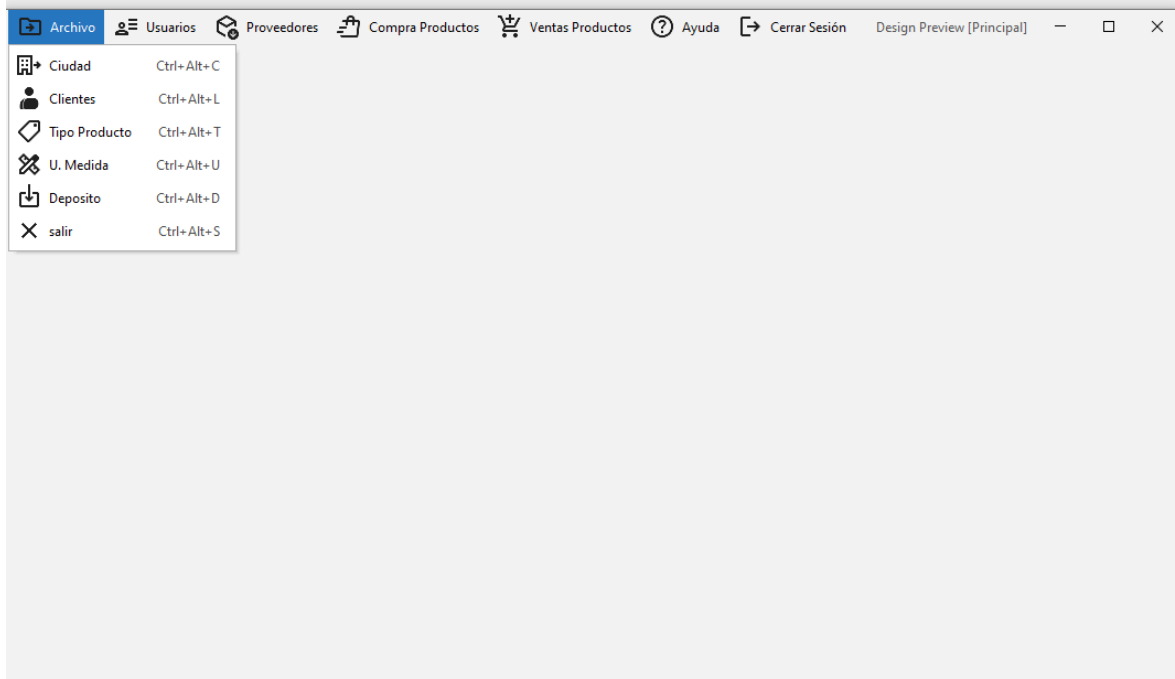 Archivo Usuarios Proveedores Compra Productos Ventas Productos Ayuda Cerrar Sesión Design Preview [Principal]
Ciudad Ctrl+Alt+C
Clientes Ctrl+Alt+L
Tipo Producto Ctrl+Alt+T
U. Medida Ctrl+Alt+U
Deposito Ctrl+Alt+D
salir Ctrl+Alt+S